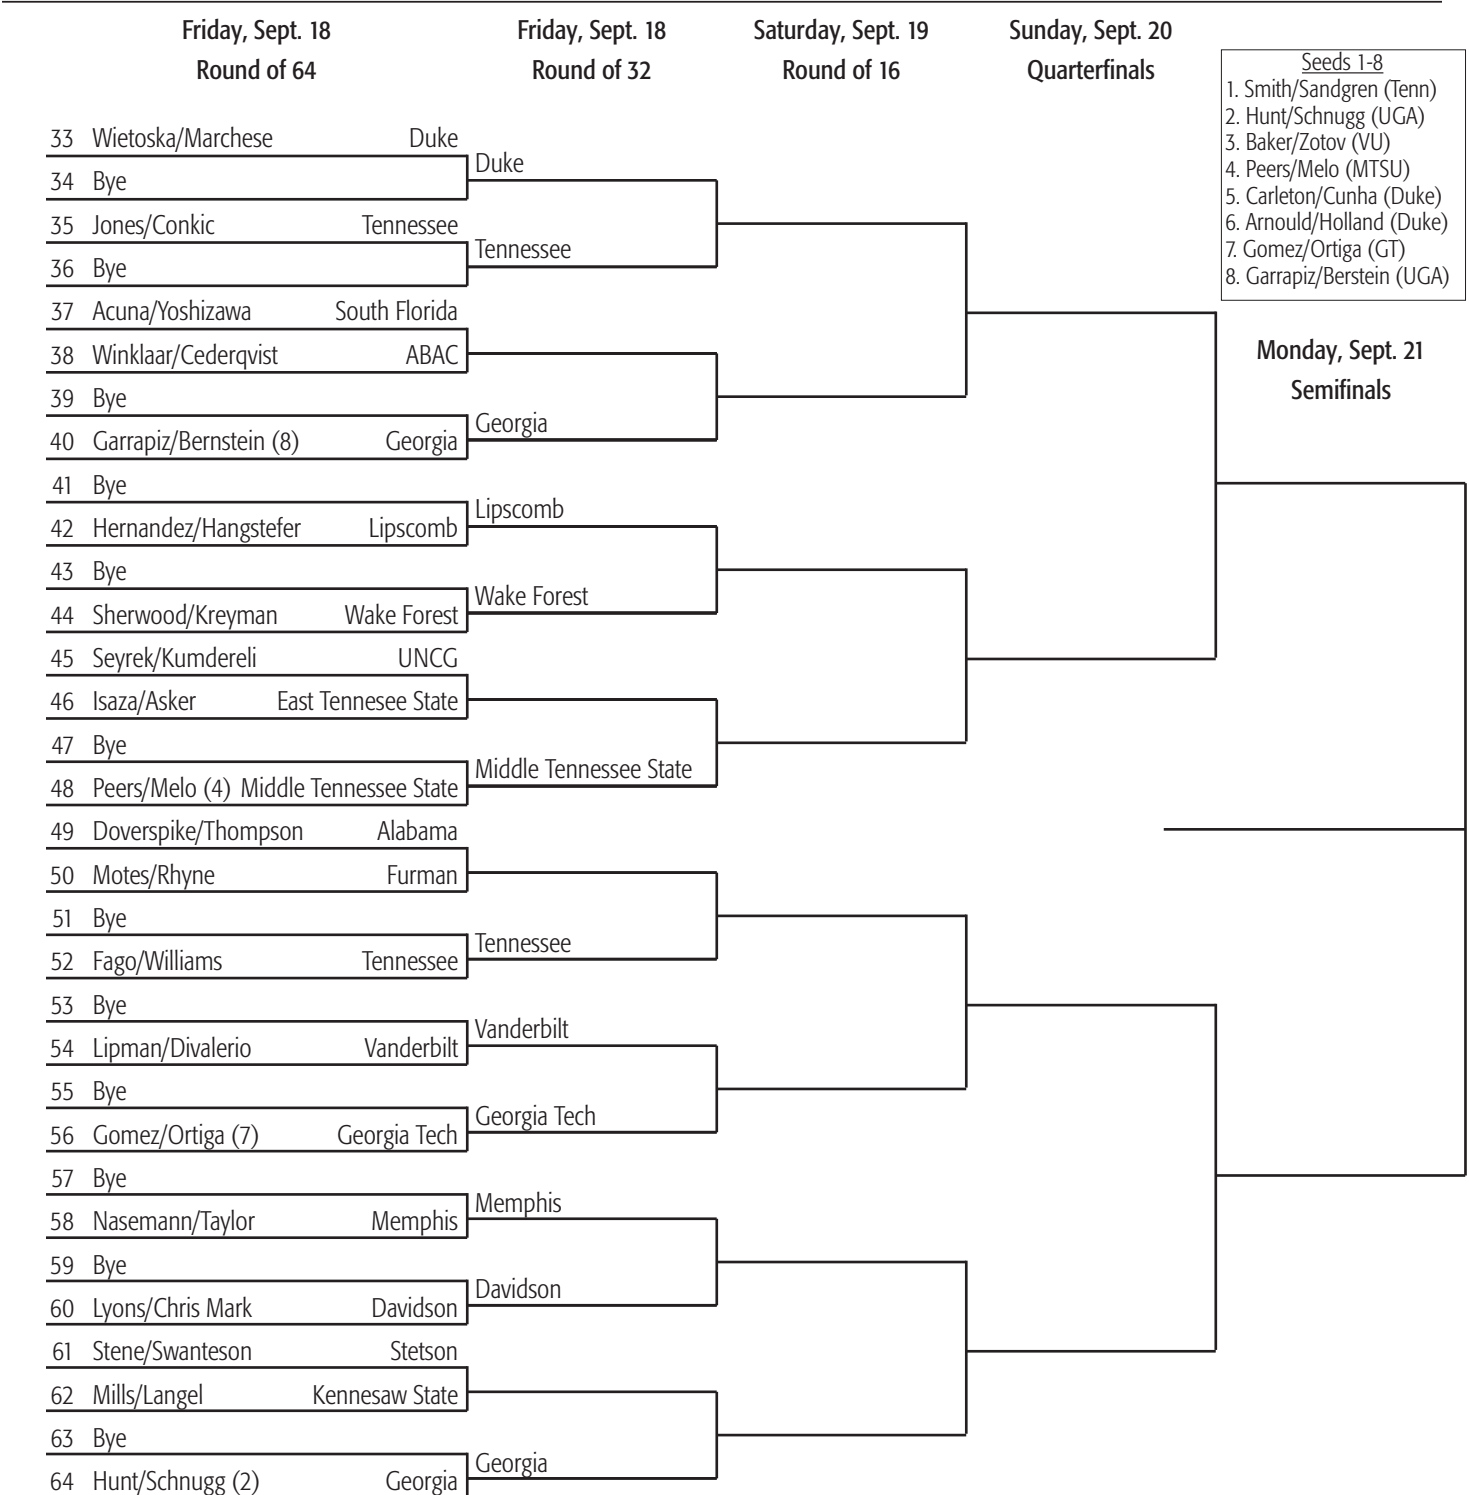 Friday, Sept. 18 Friday, Sept. 18 Saturday, Sept. 19 Sunday, Sept. 20
Round of 64 Round of 32 Round of 16 Quarterfinals
Seeds 1-8
1. Smith/Sandgren (Tenn)
2. Hunt/Schnugg (UGA)
3. Baker/Zotov (VU)
4. Peers/Melo (MTSU)
5. Carleton/Cunha (Duke)
6. Arnould/Holland (Duke)
7. Gomez/Ortiga (GT)
8. Garrapiz/Berstein (UGA)
Monday, Sept. 21
Semifinals
33 Wietoska/Marchese Duke
Duke
34 Bye
35 Jones/Conkic Tennessee
Tennessee
36 Bye
37 Acuna/Yoshizawa South Florida
38 Winklaar/Cederqvist ABAC
39 Bye
Georgia
40 Garrapiz/Bernstein (8) Georgia
41 Bye
Lipscomb
42 Hernandez/Hangstefer Lipscomb
43 Bye
Wake Forest
44 Sherwood/Kreyman Wake Forest
45 Seyrek/Kumdereli UNCG
46 Isaza/Asker East Tennesee State
47 Bye
Middle Tennessee State
48 Peers/Melo (4) Middle Tennessee State
49 Doverspike/Thompson Alabama
50 Motes/Rhyne Furman
51 Bye
Tennessee
52 Fago/Williams Tennessee
53 Bye
Vanderbilt
54 Lipman/Divalerio Vanderbilt
55 Bye
Georgia Tech
56 Gomez/Ortiga (7) Georgia Tech
57 Bye
Memphis
58 Nasemann/Taylor Memphis
59 Bye
Davidson
60 Lyons/Chris Mark Davidson
61 Stene/Swanteson Stetson
62 Mills/Langel Kennesaw State
63 Bye
Georgia
64 Hunt/Schnugg (2) Georgia